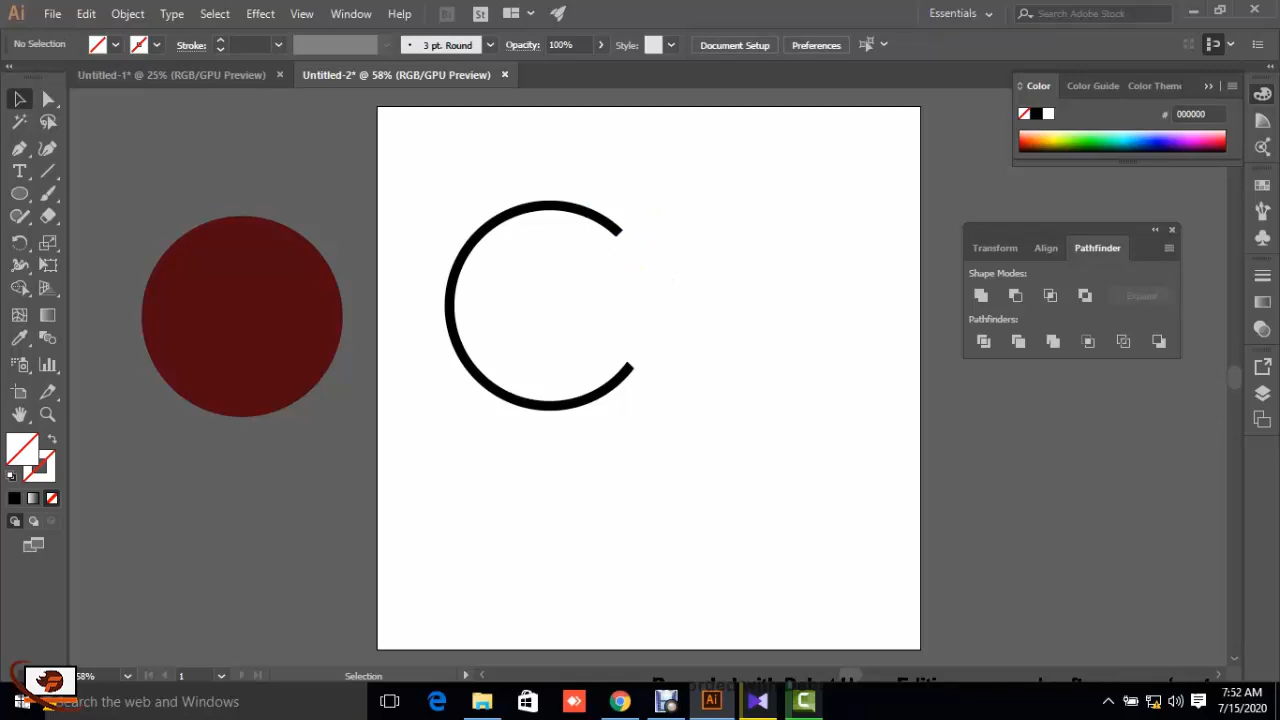 Ai File Edit Object Type Select Effect View Window Help Br St Essentials Search Adobe Stock
No Selection Stroke: 3 pt. Round Opacity: 100% Style: Document Setup Preferences
Untitled-1* @ 25% (RGB/GPU Preview) × Untitled-2* @ 58% (RGB/GPU Preview) ×
Color Color Guide Color Theme
# 000000
Transform Align Pathfinder
Shape Modes:
Expand
Pathfinders:
58% 1 Selection
Search the web and Windows
Ai
7:52 AM
7/15/2020